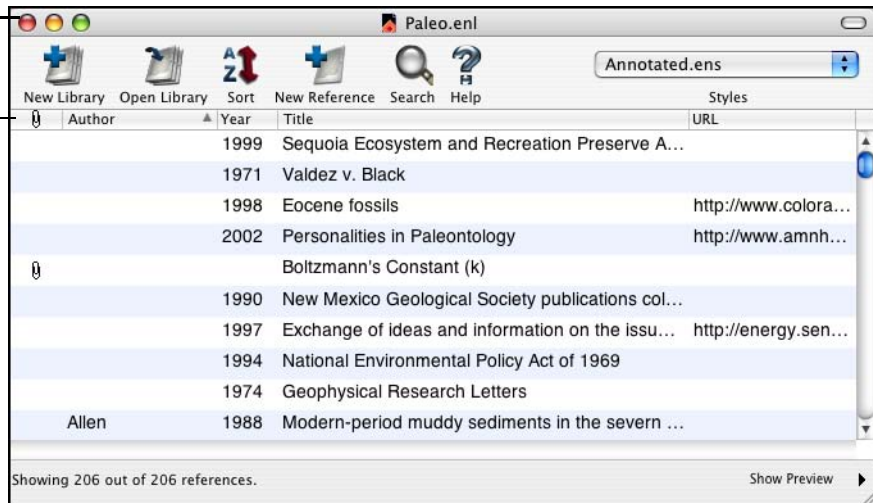 Paleo.enl
New Library Open Library Sort New Reference Search Help Annotated.ens Styles
Author Year Title URL
1999 Sequoia Ecosystem and Recreation Preserve A...
1971 Valdez v. Black
1998 Eocene fossils http://www.colora...
2002 Personalities in Paleontology http://www.amnh...
Boltzmann's Constant (k)
1990 New Mexico Geological Society publications col...
1997 Exchange of ideas and information on the issu... http://energy.sen...
1994 National Environmental Policy Act of 1969
1974 Geophysical Research Letters
Allen 1988 Modern-period muddy sediments in the severn ...
Showing 206 out of 206 references. Show Preview